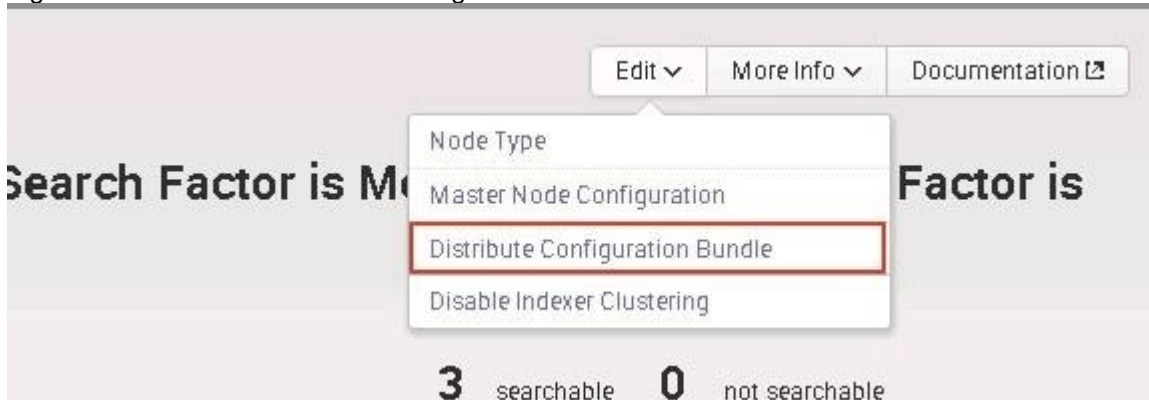 Edit More Info Documentation
Node Type
Search Factor is Factor is
Master Node Configuration
Distribute Configuration Bundle
Disable Indexer Clustering
3 searchable 0 not searchable